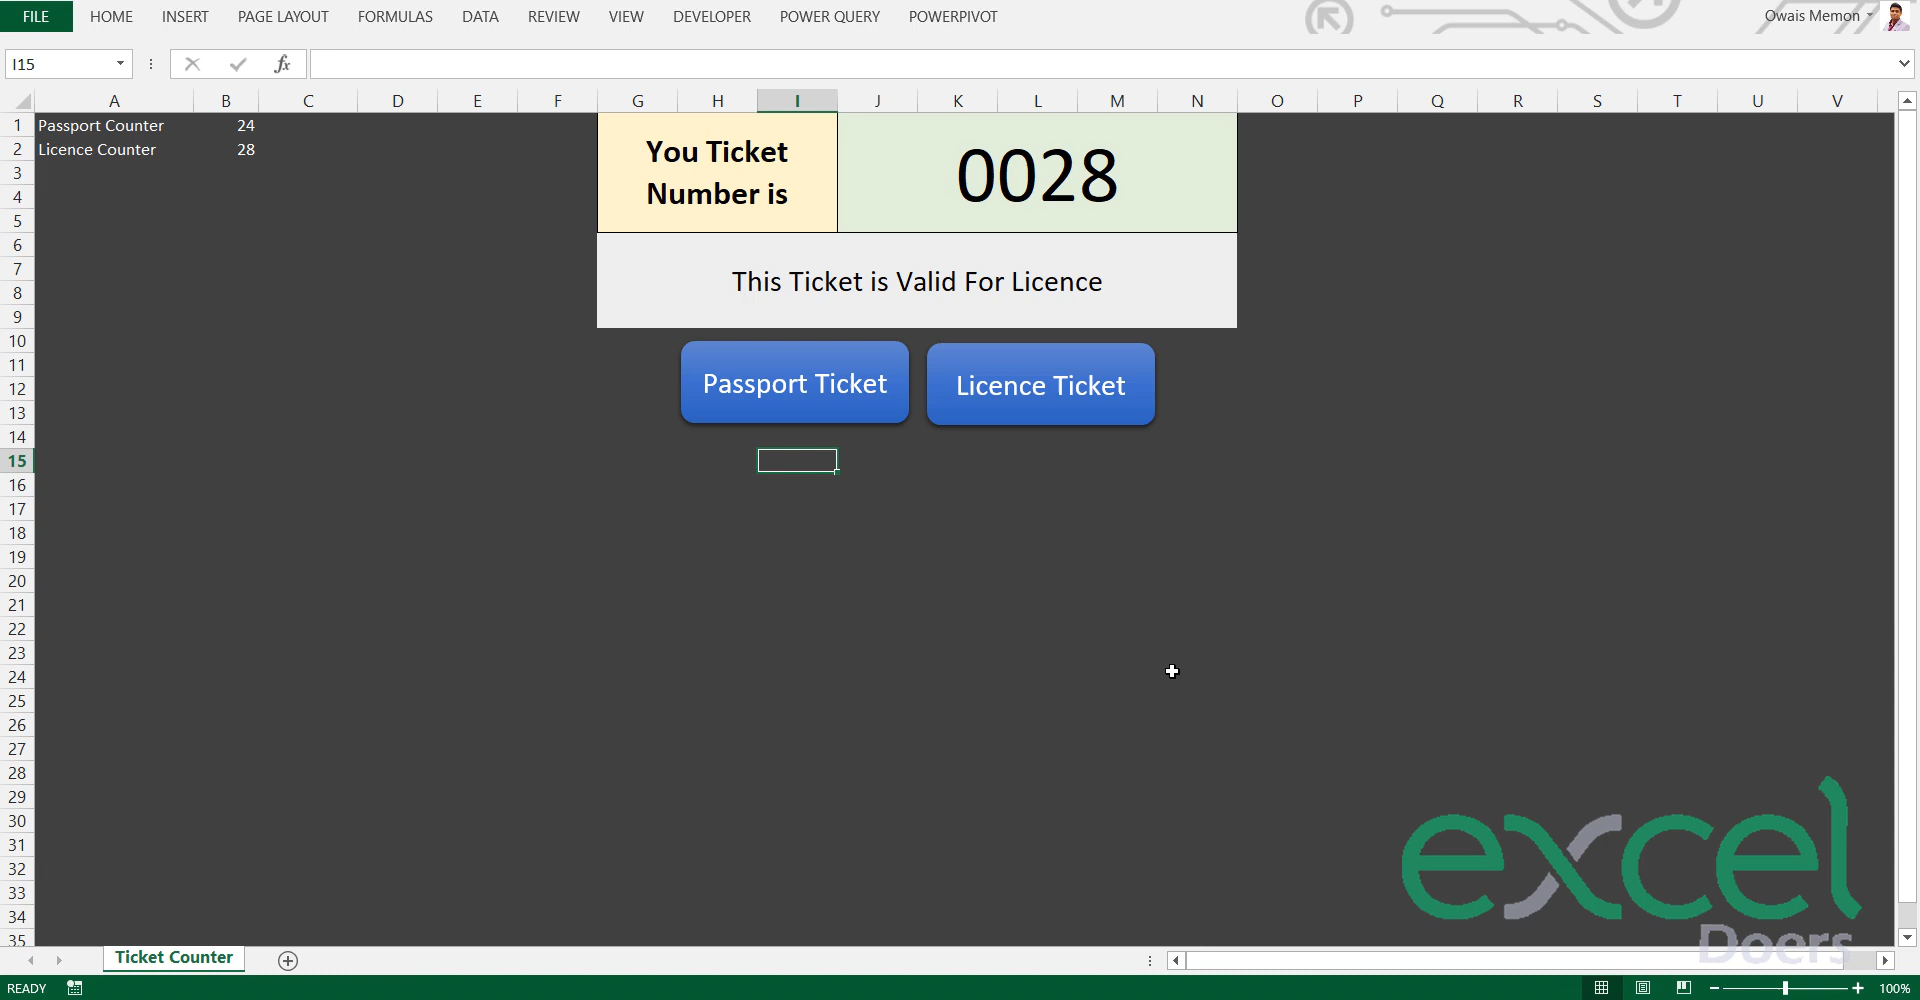 FILE HOME INSERT PAGE LAYOUT FORMULAS DATA REVIEW VIEW DEVELOPER POWER QUERY POWERPIVOT Owais Memon
I15 fx
A B C D E F G H I J K L M N O P Q R S T U V
1 Passport Counter 24
2 Licence Counter 28
You Ticket
Number is
0028
This Ticket is Valid For Licence
Passport Ticket Licence Ticket
3
4
5
6
7
8
9
10
11
12
13
14
15
16
17
18
19
20
21
22
23
24
25
26
27
28
29
30
31
32
33
34
35
excel
Doers
Ticket Counter
READY 100%